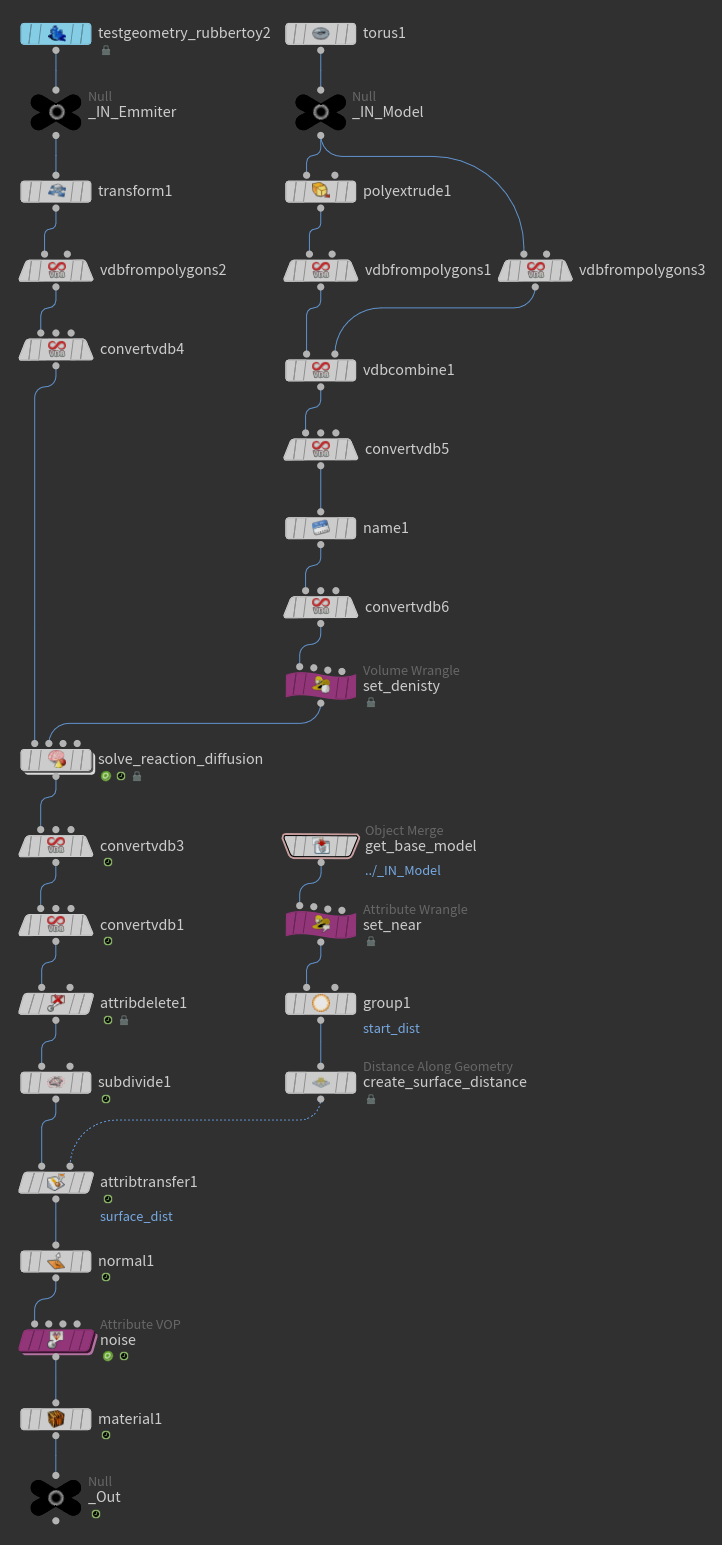 testgeometry_rubbertoy2
torus1
Null
_IN_Emmiter
Null
_IN_Model
transform1
polyextrude1
vdbfrompolygons2
vdbfrompolygons1
vdbfrompolygons3
convertvdb4
vdbcombine1
convertvdb5
name1
convertvdb6
Volume Wrangle
set_denisty
solve_reaction_diffusion
convertvdb3
Object Merge
get_base_model
../_IN_Model
convertvdb1
Attribute Wrangle
set_near
attribdelete1
group1
start_dist
subdivide1
Distance Along Geometry
create_surface_distance
attribtransfer1
surface_dist
normal1
Attribute VOP
noise
material1
Null
_Out